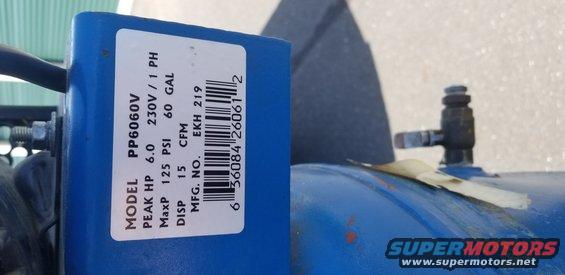 MODEL PP6060V
PEAK HP 6.0 230V / 1 PH
MaxP 125 PSI 60 GAL
DISP 15 CFM
MFG. NO. EKH 219
6 56084 26061 2
SUPERMOTORS
www.supermotors.net